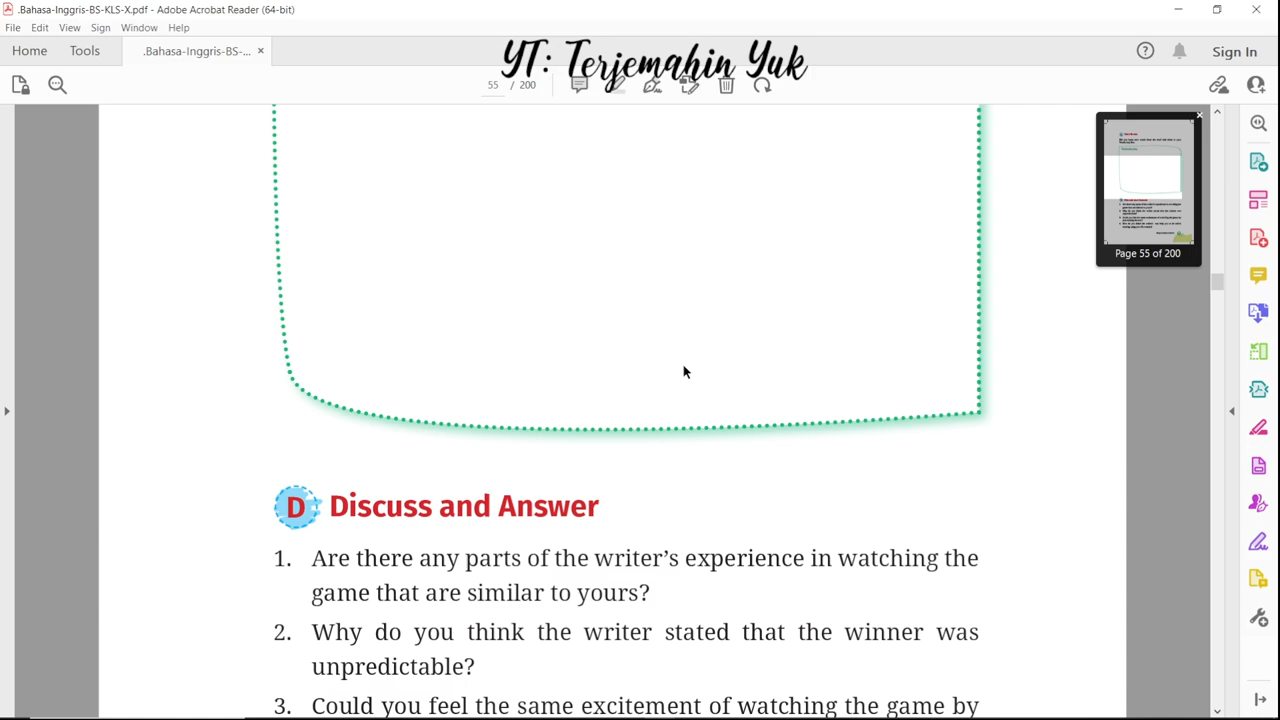 .Bahasa-Inggris-BS-KLS-X.pdf - Adobe Acrobat Reader (64-bit)
File Edit View Sign Window Help
Home Tools .Bahasa-Inggris-BS-... ×
YT: Terjemahin Yuk
Sign In
55 / 200
Page 55 of 200
D Discuss and Answer
1. Are there any parts of the writer's experience in watching the
game that are similar to yours?
2. Why do you think the writer stated that the winner was
unpredictable?
3. Could you feel the same excitement of watching the game by